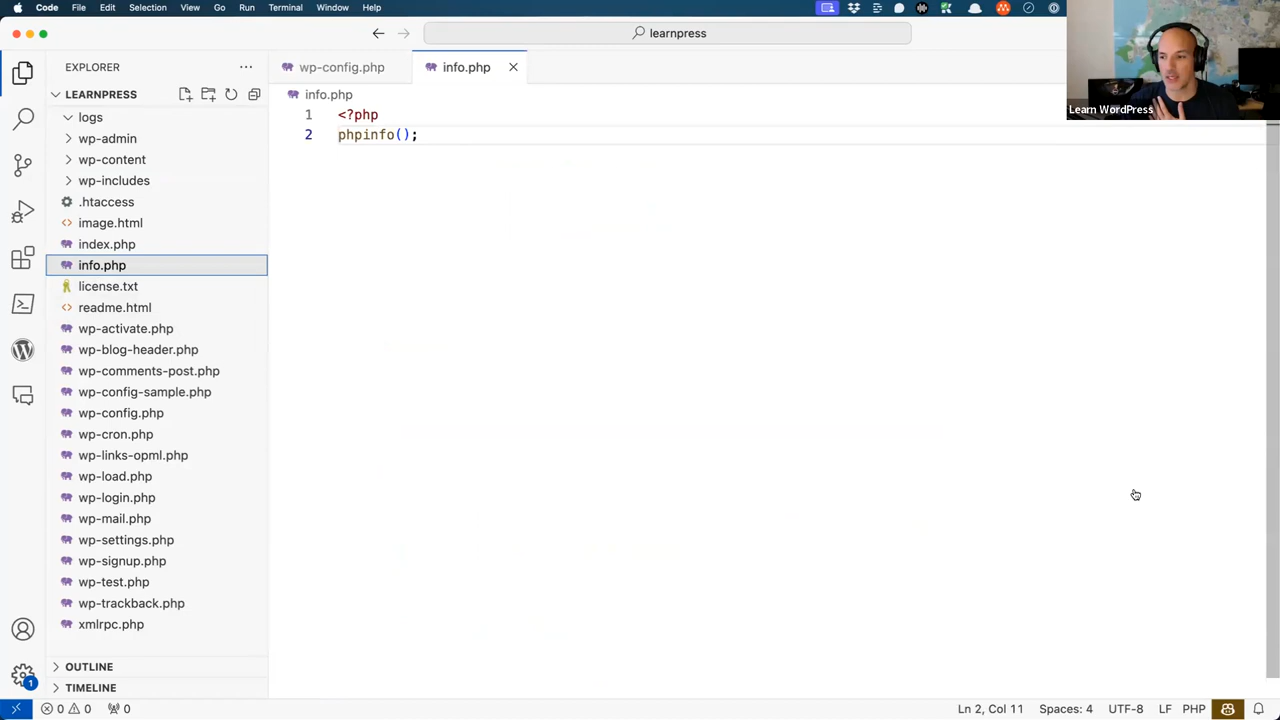 Code File Edit Selection View Go Run Terminal Window Help
learnpress
Learn WordPress
EXPLORER
wp-config.php
info.php
LEARNPRESS
info.php
logs
wp-admin
wp-content
wp-includes
.htaccess
image.html
index.php
info.php
license.txt
readme.html
wp-activate.php
wp-blog-header.php
wp-comments-post.php
wp-config-sample.php
wp-config.php
wp-cron.php
wp-links-opml.php
wp-load.php
wp-login.php
wp-mail.php
wp-settings.php
wp-signup.php
wp-test.php
wp-trackback.php
xmlrpc.php
OUTLINE
TIMELINE
1 <?php
2 phpinfo();
1
0 0 0
Ln 2, Col 11 Spaces: 4 UTF-8 LF PHP